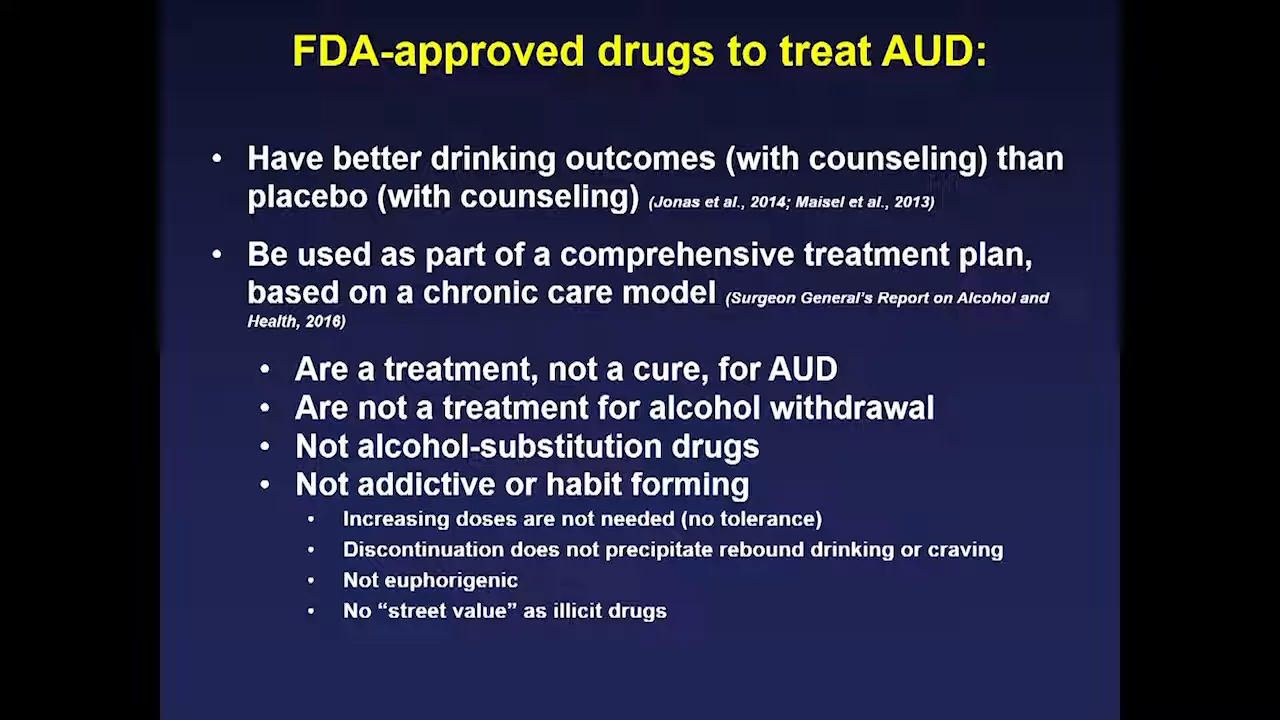 FDA-approved drugs to treat AUD:
• Have better drinking outcomes (with counseling) than
placebo (with counseling) (Jonas et al., 2014; Maisel et al., 2013)
• Be used as part of a comprehensive treatment plan,
based on a chronic care model (Surgeon General's Report on Alcohol and
Health, 2016)
• Are a treatment, not a cure, for AUD
• Are not a treatment for alcohol withdrawal
• Not alcohol-substitution drugs
• Not addictive or habit forming
• Increasing doses are not needed (no tolerance)
• Discontinuation does not precipitate rebound drinking or craving
• Not euphorigenic
• No “street value” as illicit drugs